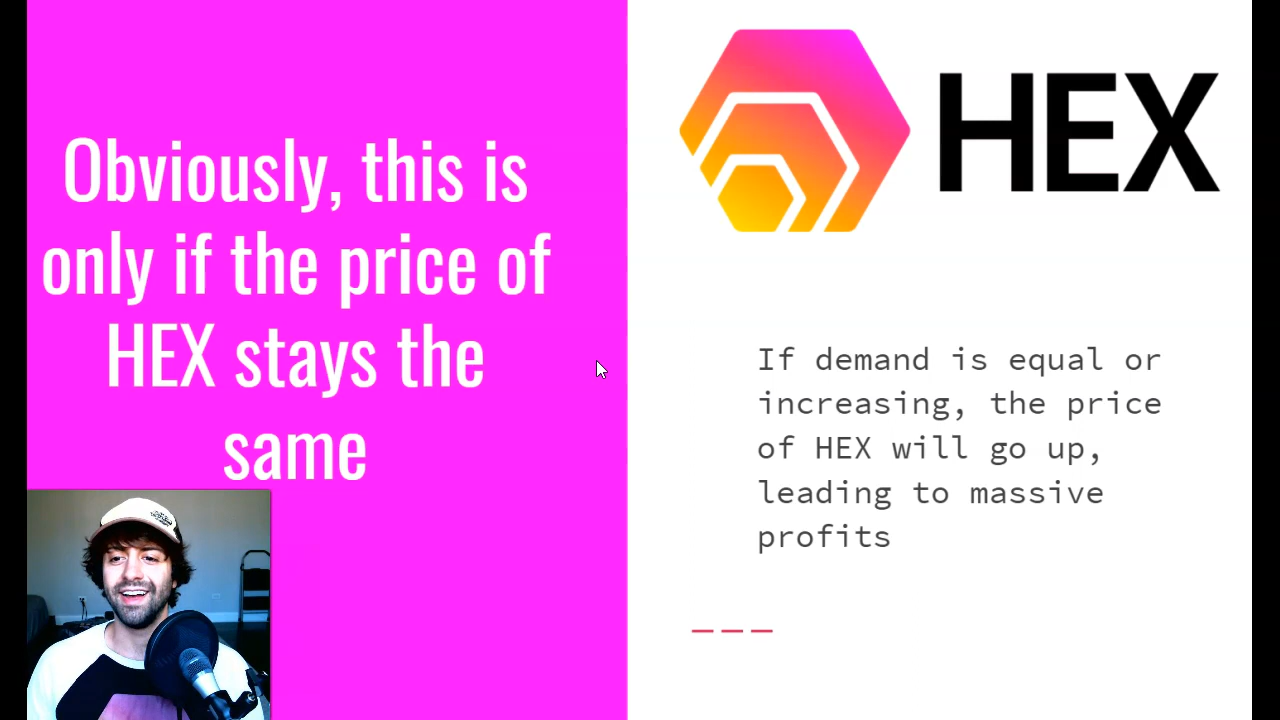 Obviously, this is
only if the price of
HEX stays the
same
HEX
If demand is equal or
increasing, the price
of HEX will go up,
leading to massive
profits